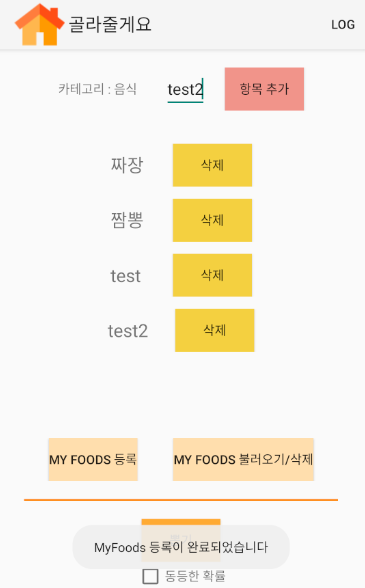 골라줄게요 LOG
카테고리 : 음식 test2 항목 추가
짜장 삭제
짬뽕 삭제
test 삭제
test2 삭제
MY FOODS 등록 MY FOODS 불러오기/삭제
MyFoods 등록이 완료되었습니다
동등한 확률